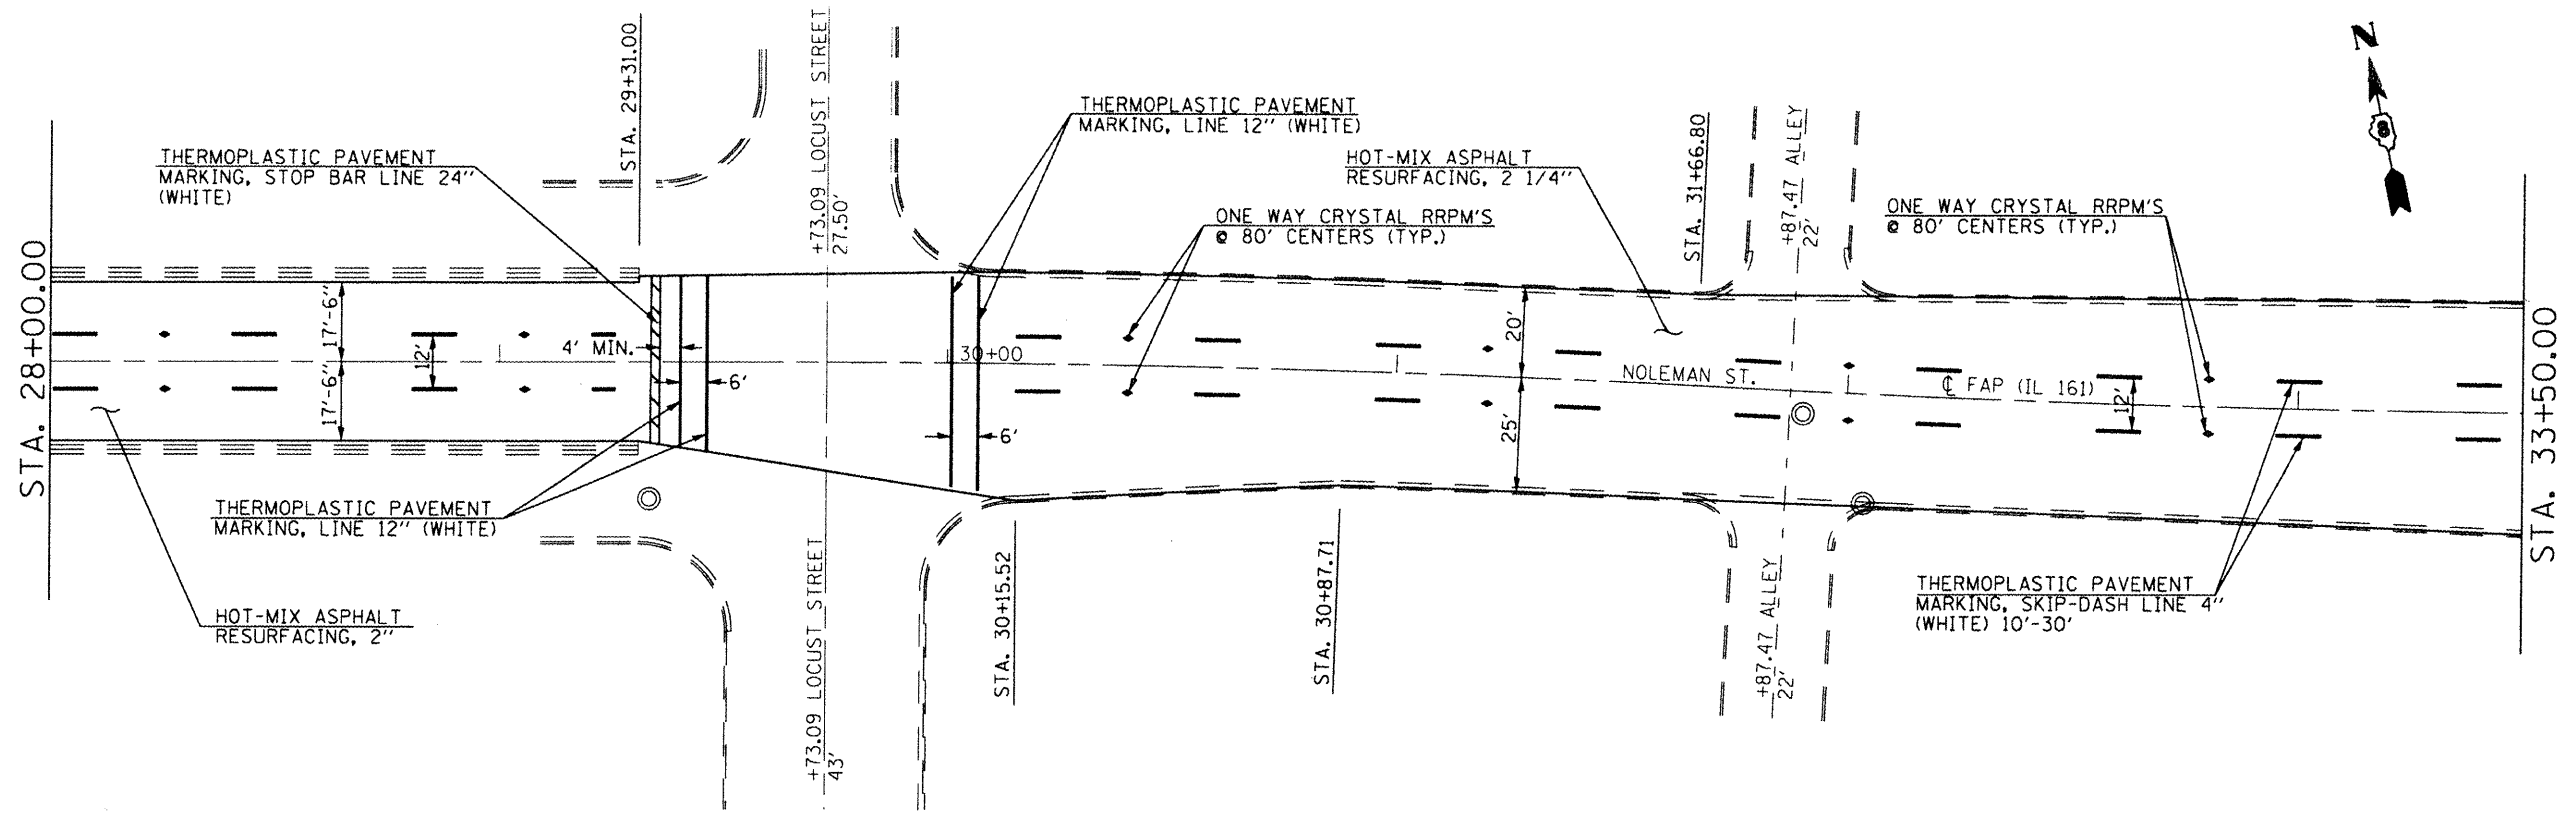 STA. 28+00.00
THERMOPLASTIC PAVEMENT
MARKING, STOP BAR LINE 24"
(WHITE)
STA. 29+31.00
+73.09 LOCUST STREET
27.50'
THERMOPLASTIC PAVEMENT
MARKING, LINE 12" (WHITE)
ONE WAY CRYSTAL RRPM'S
@ 80' CENTERS (TYP.)
HOT-MIX ASPHALT
RESURFACING, 2 1/4"
STA. 31+66.80
+87.47 ALLEY
22'
ONE WAY CRYSTAL RRPM'S
@ 80' CENTERS (TYP.)
N
8
17'-6"
17'-6"
12'
4' MIN.
6'
30+00
6'
20'
25'
NOLEMAN ST.
℄ FAP (IL 161)
12'
STA. 33+50.00
THERMOPLASTIC PAVEMENT
MARKING, LINE 12" (WHITE)
HOT-MIX ASPHALT
RESURFACING, 2"
+73.09 LOCUST STREET
43'
STA. 30+15.52
STA. 30+87.71
+87.47 ALLEY
22'
THERMOPLASTIC PAVEMENT
MARKING, SKIP-DASH LINE 4"
(WHITE) 10'-30'